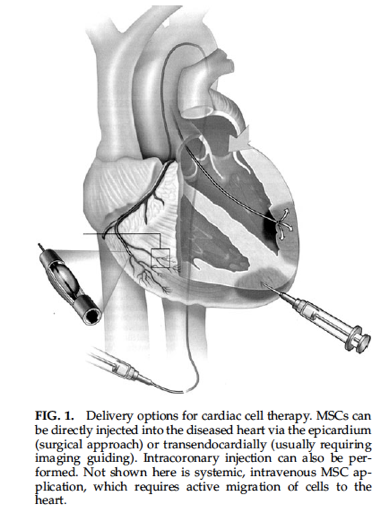 FIG. 1. Delivery options for cardiac cell therapy. MSCs can
be directly injected into the diseased heart via the epicardium
(surgical approach) or transendocardially (usually requiring
imaging guiding). Intracoronary injection can also be per-
formed. Not shown here is systemic, intravenous MSC ap-
plication, which requires active migration of cells to the
heart.